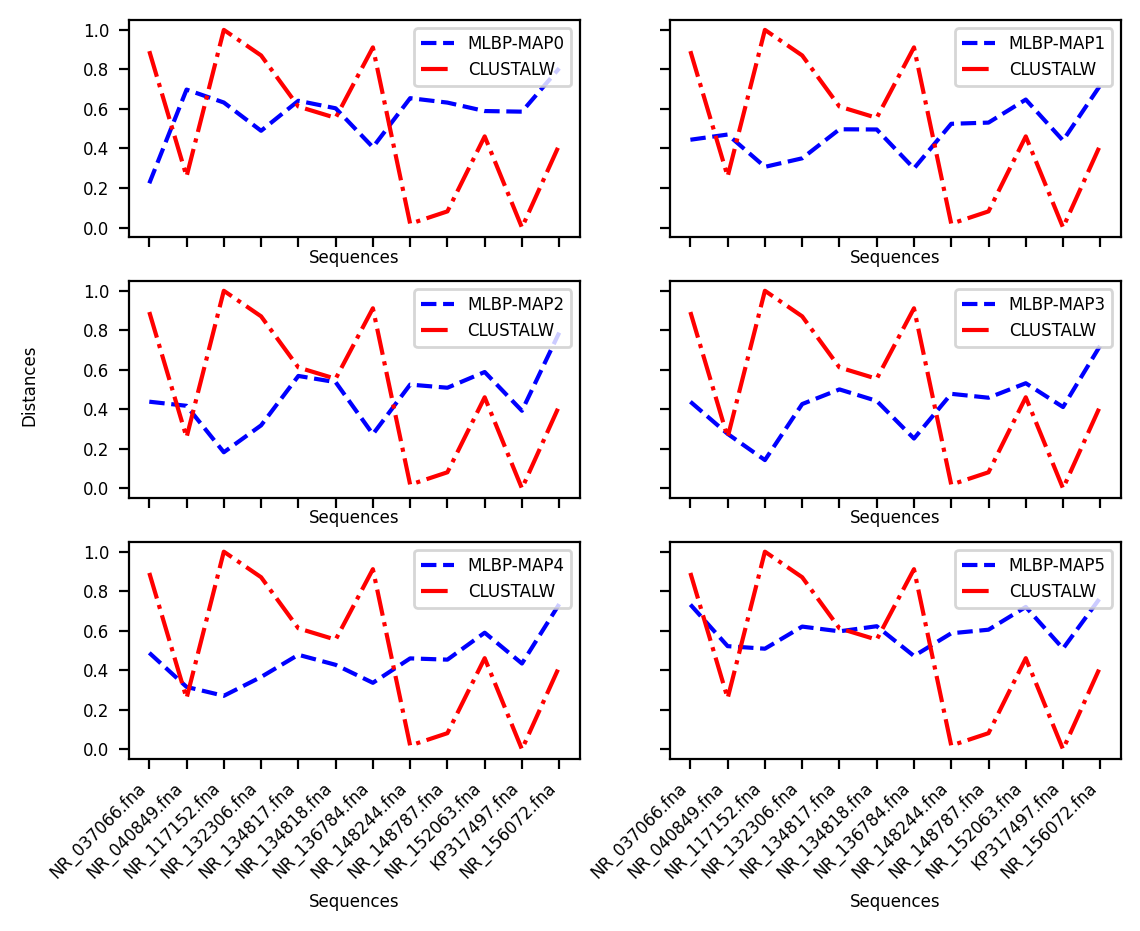 1.0
0.8
0.6
0.4
0.2
0.0
MLBP-MAP0
CLUSTALW
Sequences
MLBP-MAP1
CLUSTALW
Sequences
Distances
1.0
0.8
0.6
0.4
0.2
0.0
MLBP-MAP2
CLUSTALW
Sequences
MLBP-MAP3
CLUSTALW
Sequences
1.0
0.8
0.6
0.4
0.2
0.0
MLBP-MAP4
CLUSTALW
NR_037066.fna
NR_040849.fna
NR_117152.fna
NR_132306.fna
NR_134817.fna
NR_134818.fna
NR_136784.fna
NR_148244.fna
NR_148787.fna
NR_152063.fna
KP317497.fna
NR_156072.fna
Sequences
MLBP-MAP5
CLUSTALW
NR_037066.fna
NR_040849.fna
NR_117152.fna
NR_132306.fna
NR_134817.fna
NR_134818.fna
NR_136784.fna
NR_148244.fna
NR_148787.fna
NR_152063.fna
KP317497.fna
NR_156072.fna
Sequences